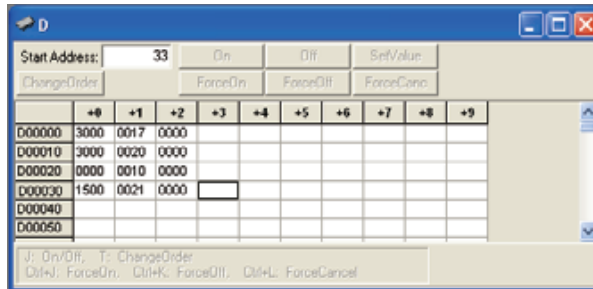 D
Start Address: 33 On Off SetValue
ChangeOrder ForceOn ForceOff ForceCanc
+0 +1 +2 +3 +4 +5 +6 +7 +8 +9
D00000 3000 0017 0000
D00010 3000 0020 0000
D00020 0000 0010 0000
D00030 1500 0021 0000
D00040
D00050
J: On/Off, T: ChangeOrder
Ctrl+J: ForceOn, Ctrl+K: ForceOff, Ctrl+L: ForceCancel